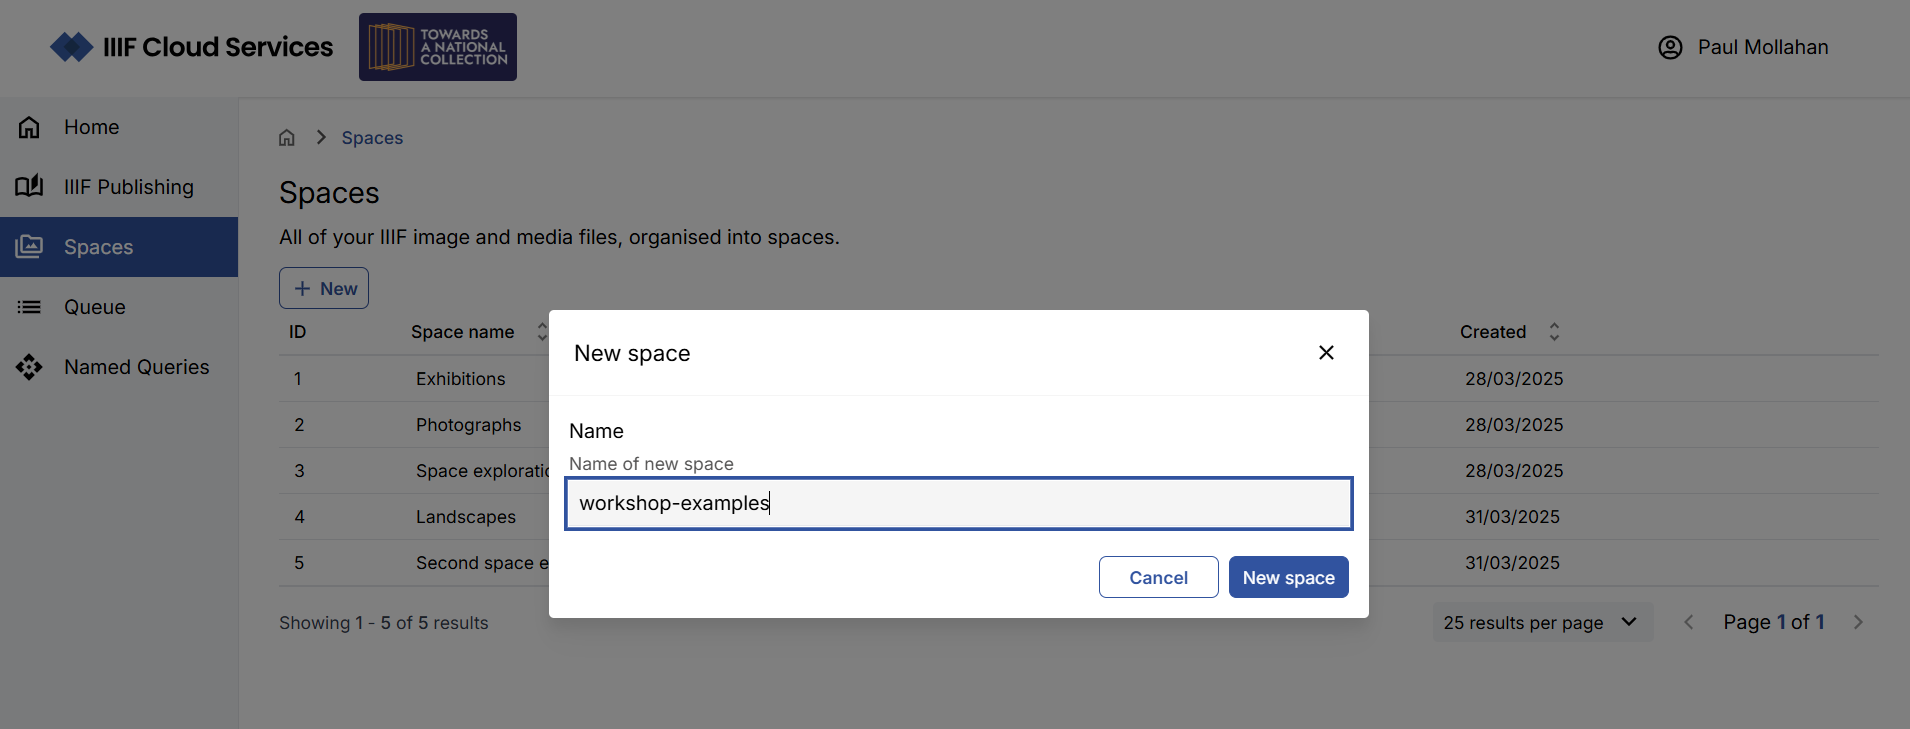 IIIF Cloud Services
TOWARDS
A NATIONAL
COLLECTION
Paul Mollahan
Home
IIIF Publishing
Spaces
Queue
Named Queries
Spaces
Spaces
All of your IIIF image and media files, organised into spaces.
New
ID Space name Created
1 Exhibitions 28/03/2025
2 Photographs 28/03/2025
3 Space 28/03/2025
4 Landscapes 31/03/2025
5 Second space 31/03/2025
Showing 1 - 5 of 5 results
25 results per page
Page 1 of 1
New space
Name
Name of new space
workshop-examples
Cancel
New space